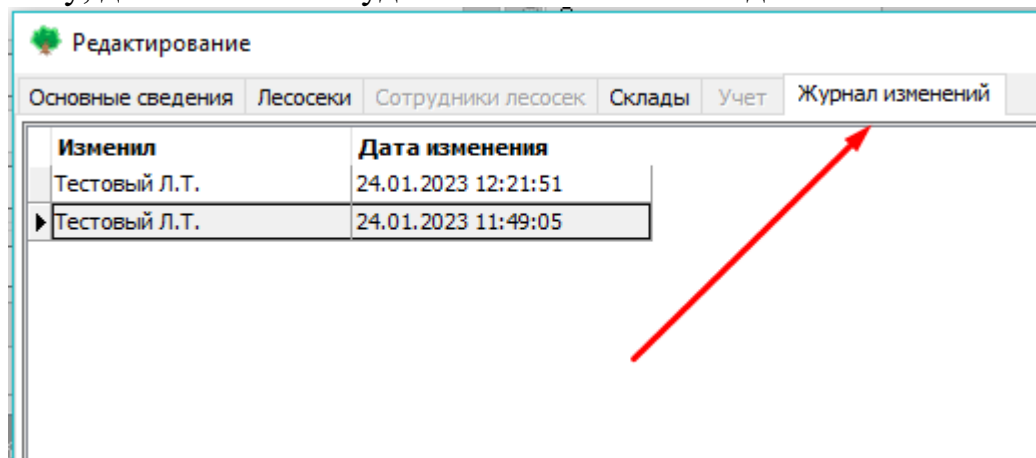 Редактирование
Основные сведения Лесосеки Сотрудники лесосек Склады Учет Журнал изменений
Изменил Дата изменения
Тестовый Л.Т. 24.01.2023 12:21:51
Тестовый Л.Т. 24.01.2023 11:49:05